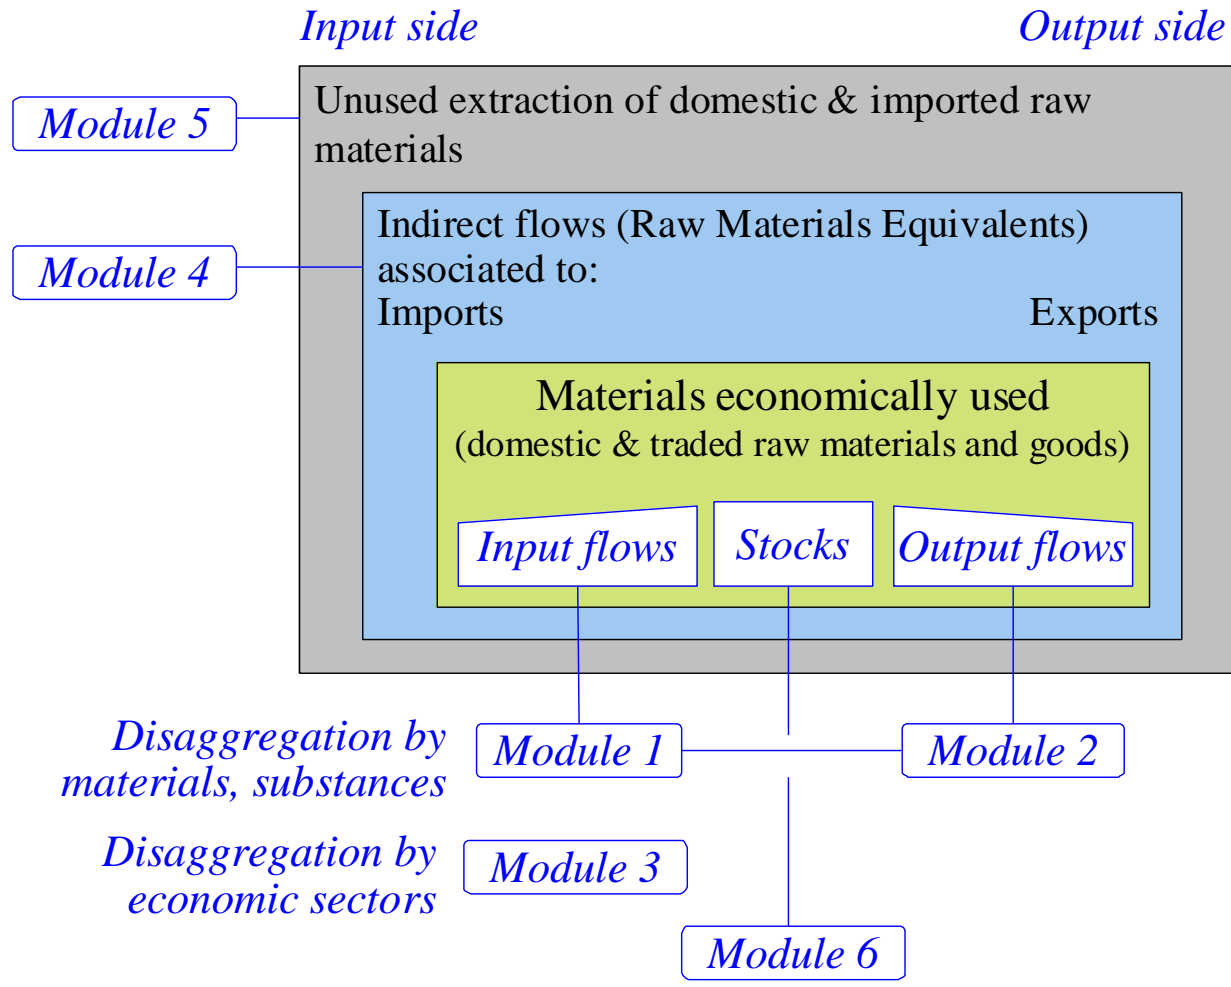 Input side
Output side
Unused extraction of domestic & imported raw
materials
Module 5
Indirect flows (Raw Materials Equivalents)
associated to:
Module 4
Imports
Exports
Materials economically used
(domestic & traded raw materials and goods)
Input flows
Stocks
Output flows
Disaggregation by
materials, substances
Module 1
Module 2
Disaggregation by
economic sectors
Module 3
Module 6